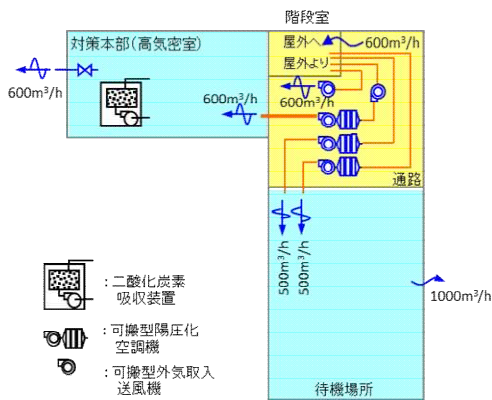 階段室
対策本部(高気密室)
屋外へ
600m³/h
屋外より
600m³/h
600m³/h
600m³/h
通路
500m³/h
500m³/h
1000m³/h
:二酸化炭素
吸収装置
:可搬型陽圧化
空調機
:可搬型外気取入
送風機
待機場所